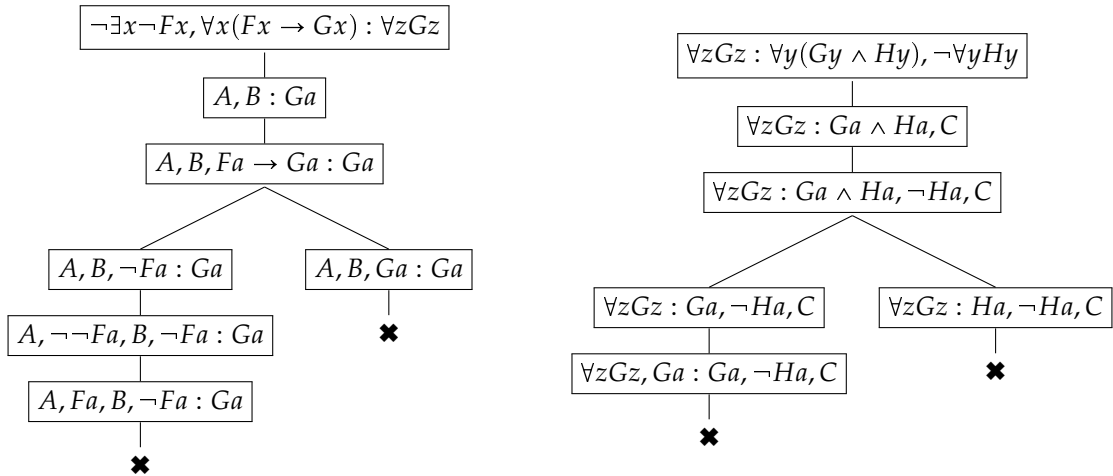 ¬∃x¬Fx, ∀x(Fx → Gx) : ∀zGz
A, B : Ga
A, B, Fa → Ga : Ga
A, B, ¬Fa : Ga
A, B, Ga : Ga
A, ¬¬Fa, B, ¬Fa : Ga
✖
A, Fa, B, ¬Fa : Ga
✖
∀zGz : ∀y(Gy ∧ Hy), ¬∀yHy
∀zGz : Ga ∧ Ha, C
∀zGz : Ga ∧ Ha, ¬Ha, C
∀zGz : Ga, ¬Ha, C
∀zGz : Ha, ¬Ha, C
∀zGz, Ga : Ga, ¬Ha, C
✖
✖